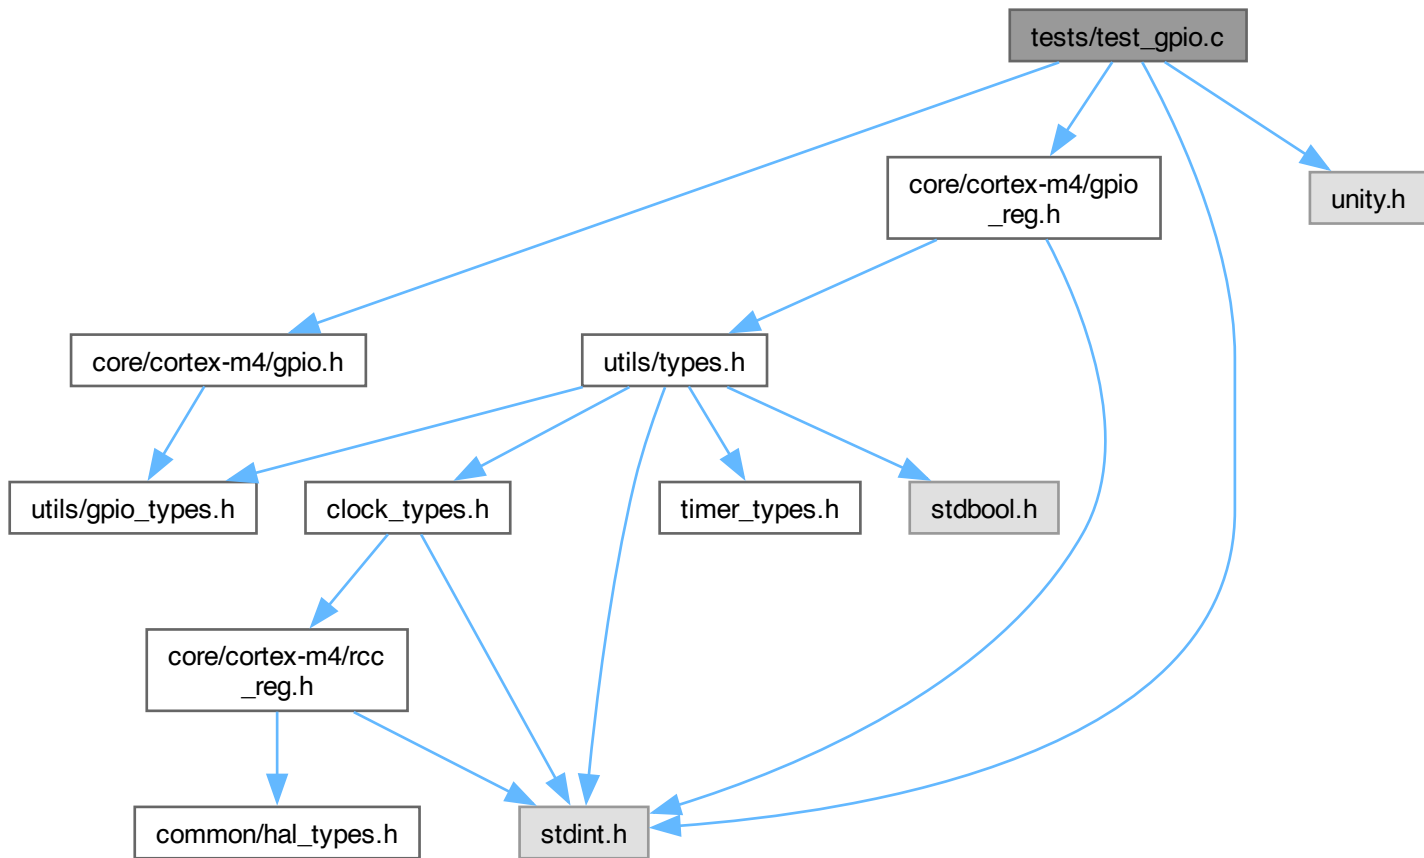 tests/test_gpio.c
core/cortex-m4/gpio
_reg.h
unity.h
core/cortex-m4/gpio.h
utils/types.h
utils/gpio_types.h
clock_types.h
timer_types.h
stdbool.h
core/cortex-m4/rcc
_reg.h
common/hal_types.h
stdint.h